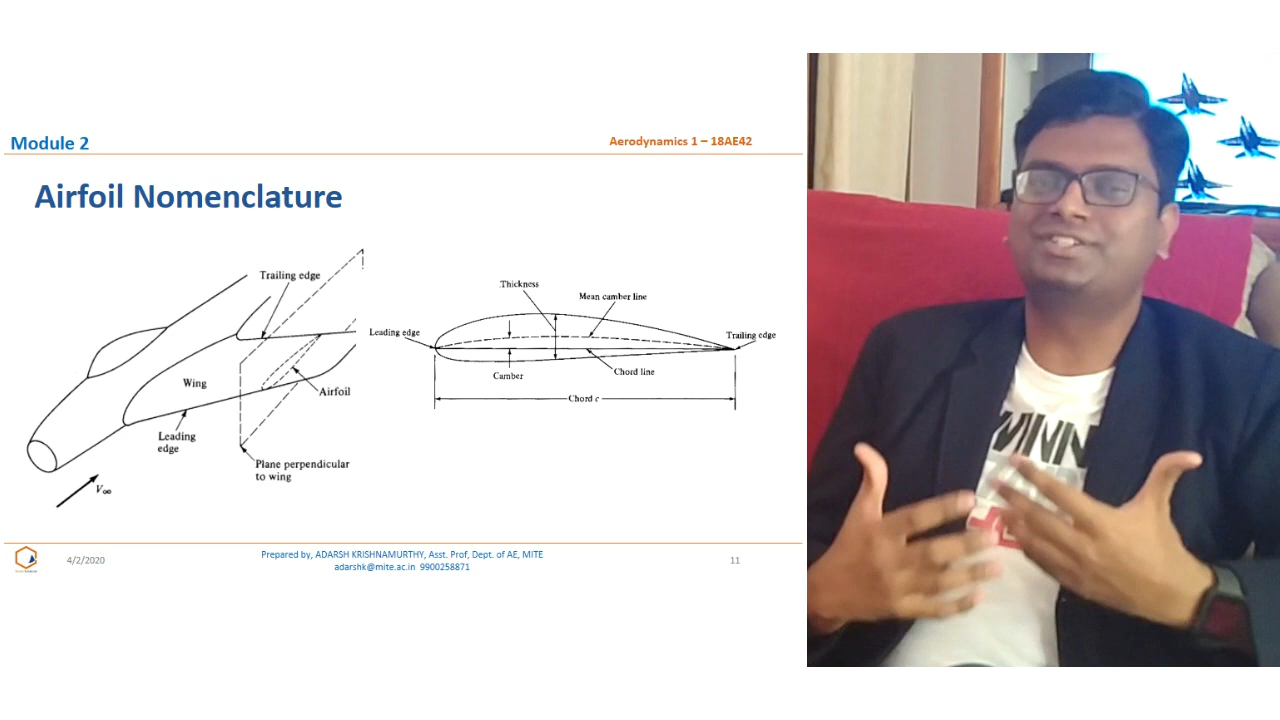 Module 2
Aerodynamics 1 – 18AE42
Airfoil Nomenclature
Trailing edge
Wing
Airfoil
Leading
edge
Plane perpendicular
to wing
V∞
Thickness
Mean camber line
Leading edge
Trailing edge
Camber
Chord line
Chord c
4/2/2020
Prepared by, ADARSH KRISHNAMURTHY, Asst. Prof, Dept. of AE, MITE
adarshk@mite.ac.in 9900258871
11